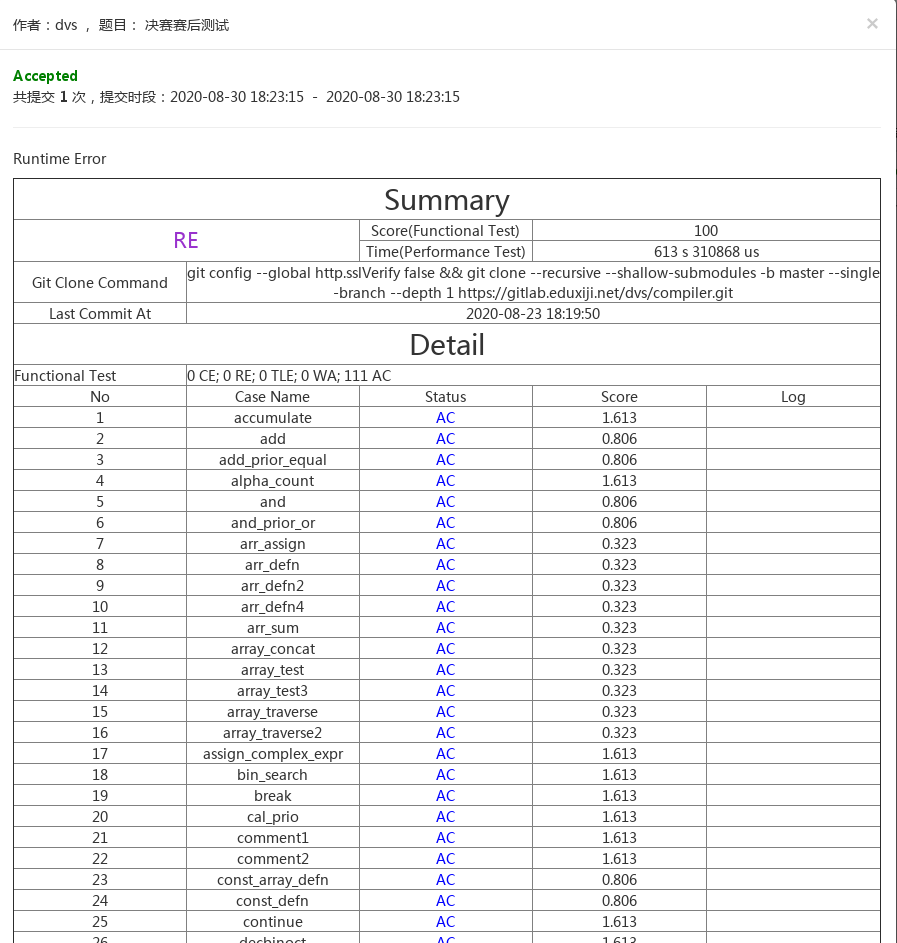 作者：dvs ， 题目： 决赛赛后测试
×
Accepted
共提交 1 次，提交时段：2020-08-30 18:23:15 - 2020-08-30 18:23:15
Runtime Error
Summary
RE
Score(Functional Test) 100
Time(Performance Test) 613 s 310868 us
Git Clone Command git config --global http.sslVerify false && git clone --recursive --shallow-submodules -b master --single
-branch --depth 1 https://gitlab.eduxiji.net/dvs/compiler.git
Last Commit At 2020-08-23 18:19:50
Detail
Functional Test 0 CE; 0 RE; 0 TLE; 0 WA; 111 AC
No Case Name Status Score Log
1 accumulate AC 1.613
2 add AC 0.806
3 add_prior_equal AC 0.806
4 alpha_count AC 1.613
5 and AC 0.806
6 and_prior_or AC 0.806
7 arr_assign AC 0.323
8 arr_defn AC 0.323
9 arr_defn2 AC 0.323
10 arr_defn4 AC 0.323
11 arr_sum AC 0.323
12 array_concat AC 0.323
13 array_test AC 0.323
14 array_test3 AC 0.323
15 array_traverse AC 0.323
16 array_traverse2 AC 0.323
17 assign_complex_expr AC 1.613
18 bin_search AC 1.613
19 break AC 1.613
20 cal_prio AC 1.613
21 comment1 AC 1.613
22 comment2 AC 1.613
23 const_array_defn AC 0.806
24 const_defn AC 0.806
25 continue AC 1.613
26 decbinoct AC 1.613